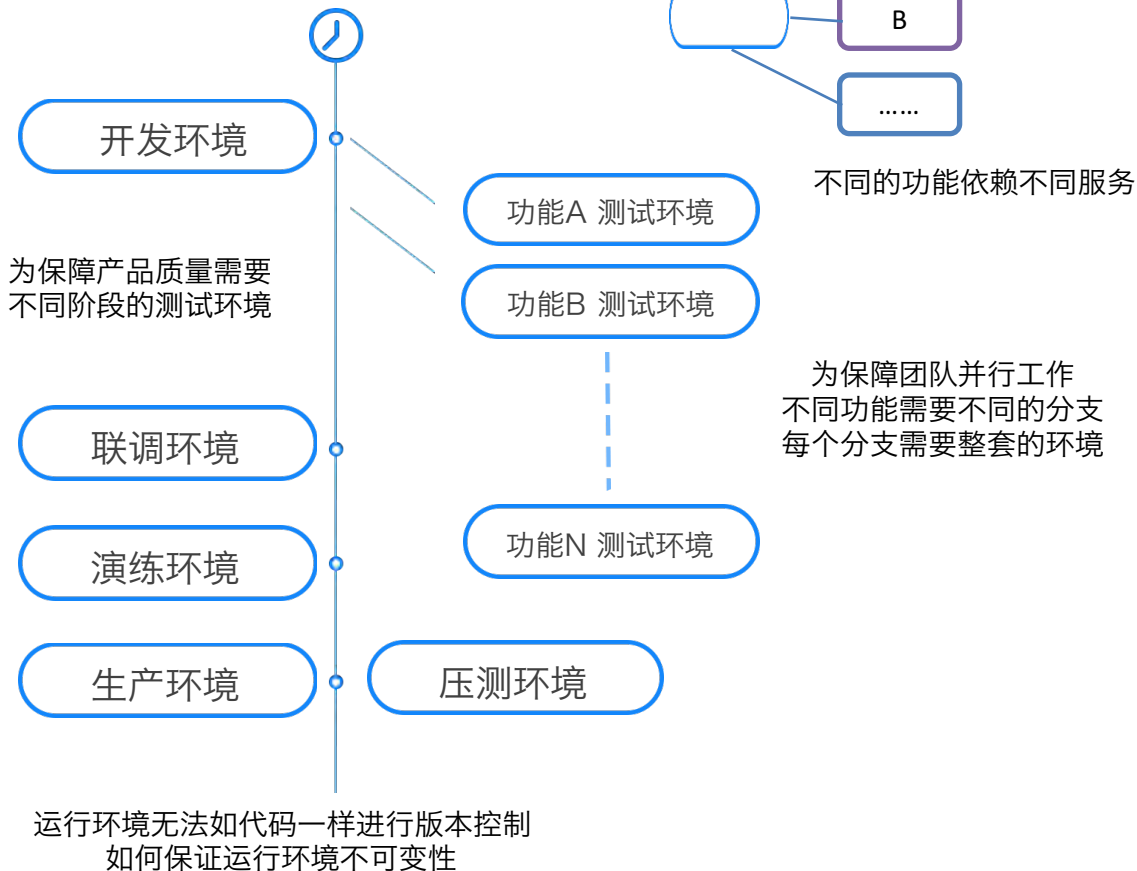 B
……
开发环境
不同的功能依赖不同服务
功能A 测试环境
为保障产品质量需要
不同阶段的测试环境
功能B 测试环境
为保障团队并行工作
不同功能需要不同的分支
每个分支需要整套的环境
联调环境
功能N 测试环境
演练环境
生产环境
压测环境
运行环境无法如代码一样进行版本控制
如何保证运行环境不可变性